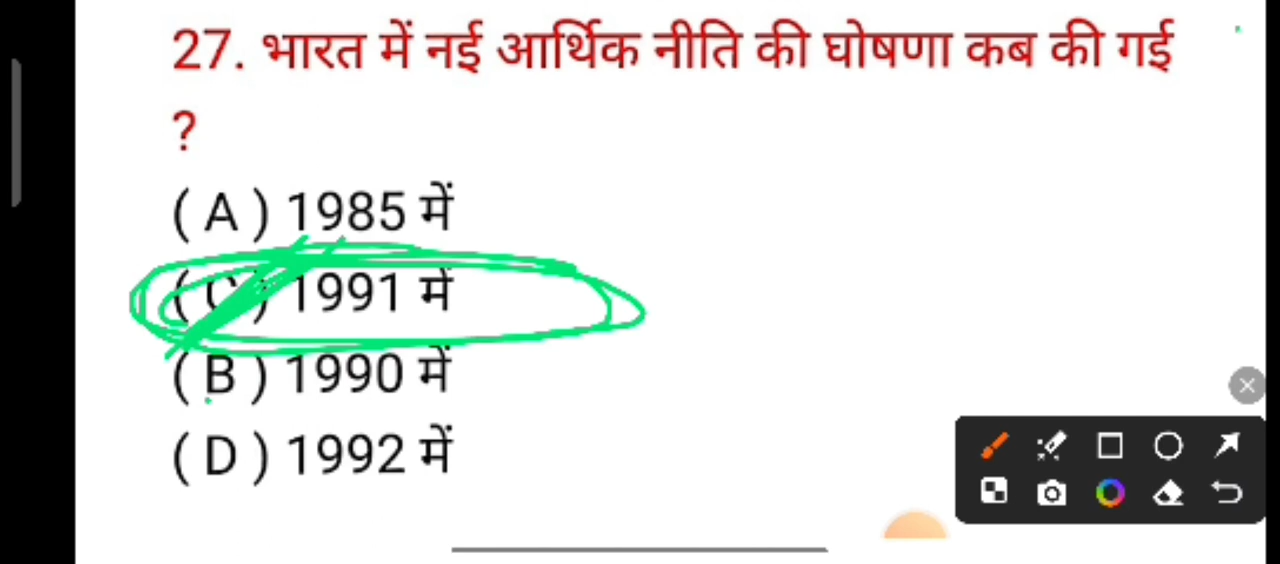 27. भारत में नई आर्थिक नीति की घोषणा कब की गई
?
( A ) 1985 में
( C ) 1991 में
( B ) 1990 में
( D ) 1992 में